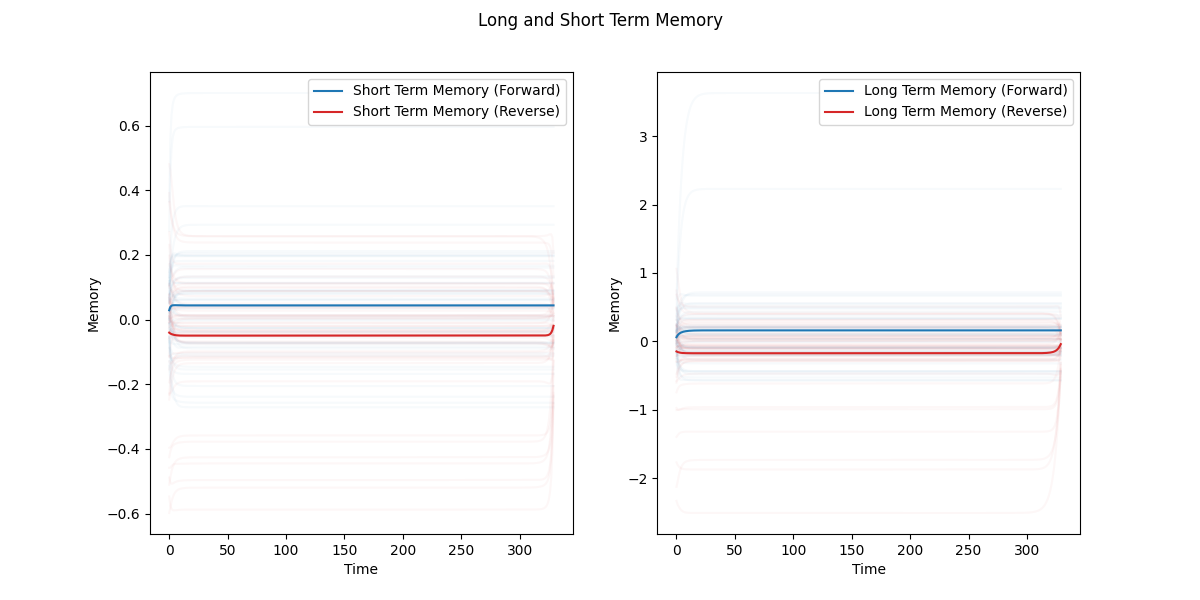 Long and Short Term Memory
Short Term Memory (Forward)
Short Term Memory (Reverse)
0.6
0.4
0.2
0.0
−0.2
−0.4
−0.6
Memory
0 50 100 150 200 250 300
Time
Long Term Memory (Forward)
Long Term Memory (Reverse)
3
2
1
0
−1
−2
Memory
0 50 100 150 200 250 300
Time